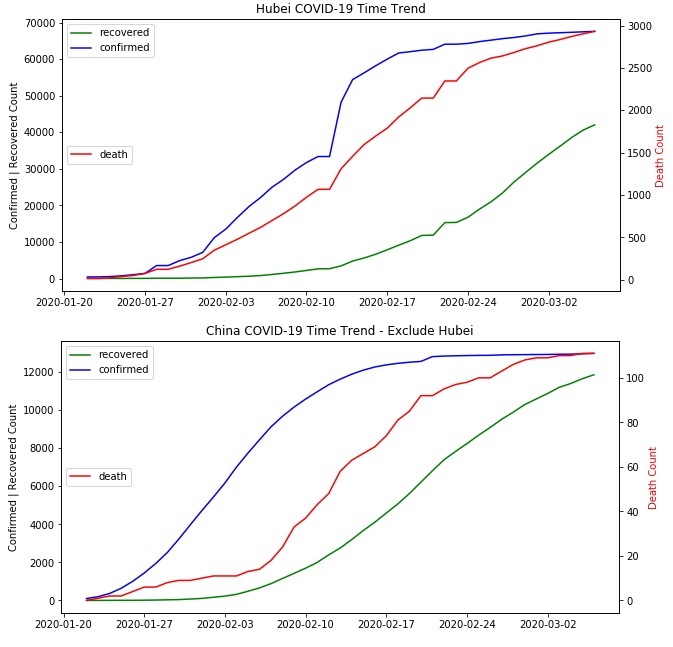 Hubei COVID-19 Time Trend
recovered
confirmed
death
70000
60000
50000
40000
30000
20000
10000
0
Confirmed | Recovered Count
3000
2500
2000
1500
1000
500
0
Death Count
2020-01-20 2020-01-27 2020-02-03 2020-02-10 2020-02-17 2020-02-24 2020-03-02
China COVID-19 Time Trend - Exclude Hubei
recovered
confirmed
death
12000
10000
8000
6000
4000
2000
0
Confirmed | Recovered Count
100
80
60
40
20
0
Death Count
2020-01-20 2020-01-27 2020-02-03 2020-02-10 2020-02-17 2020-02-24 2020-03-02